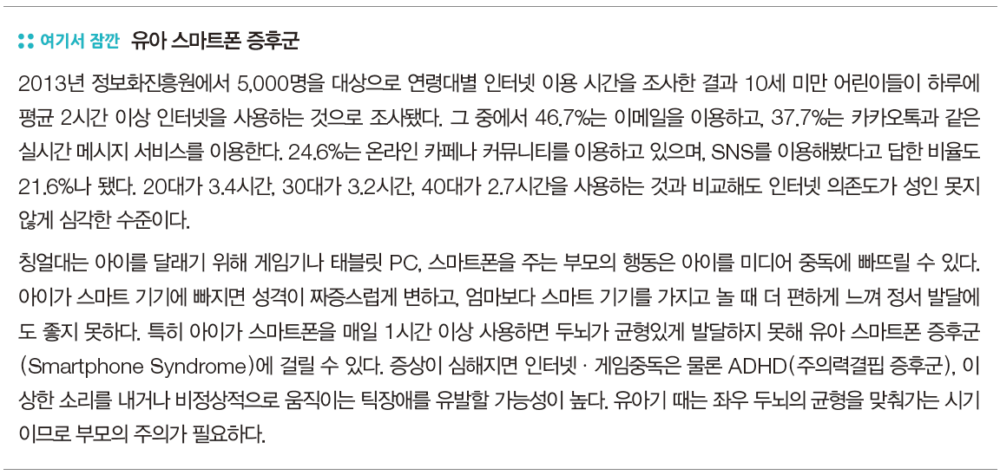 여기서 잠깐 유아 스마트폰 증후군
2013년 정보화진흥원에서 5,000명을 대상으로 연령대별 인터넷 이용 시간을 조사한 결과 10세 미만 어린이들이 하루에
평균 2시간 이상 인터넷을 사용하는 것으로 조사됐다. 그 중에서 46.7%는 이메일을 이용하고, 37.7%는 카카오톡과 같은
실시간 메시지 서비스를 이용한다. 24.6%는 온라인 카페나 커뮤니티를 이용하고 있으며, SNS를 이용해봤다고 답한 비율도
21.6%나 됐다. 20대가 3.4시간, 30대가 3.2시간, 40대가 2.7시간을 사용하는 것과 비교해도 인터넷 의존도가 성인 못지
않게 심각한 수준이다.
칭얼대는 아이를 달래기 위해 게임기나 태블릿 PC, 스마트폰을 주는 부모의 행동은 아이를 미디어 중독에 빠뜨릴 수 있다.
아이가 스마트 기기에 빠지면 성격이 짜증스럽게 변하고, 엄마보다 스마트 기기를 가지고 놀 때 더 편하게 느껴 정서 발달에
도 좋지 못하다. 특히 아이가 스마트폰을 매일 1시간 이상 사용하면 두뇌가 균형있게 발달하지 못해 유아 스마트폰 증후군
(Smartphone Syndrome)에 걸릴 수 있다. 증상이 심해지면 인터넷 · 게임중독은 물론 ADHD(주의력결핍 증후군), 이
상한 소리를 내거나 비정상적으로 움직이는 틱장애를 유발할 가능성이 높다. 유아기 때는 좌우 두뇌의 균형을 맞춰가는 시기
이므로 부모의 주의가 필요하다.